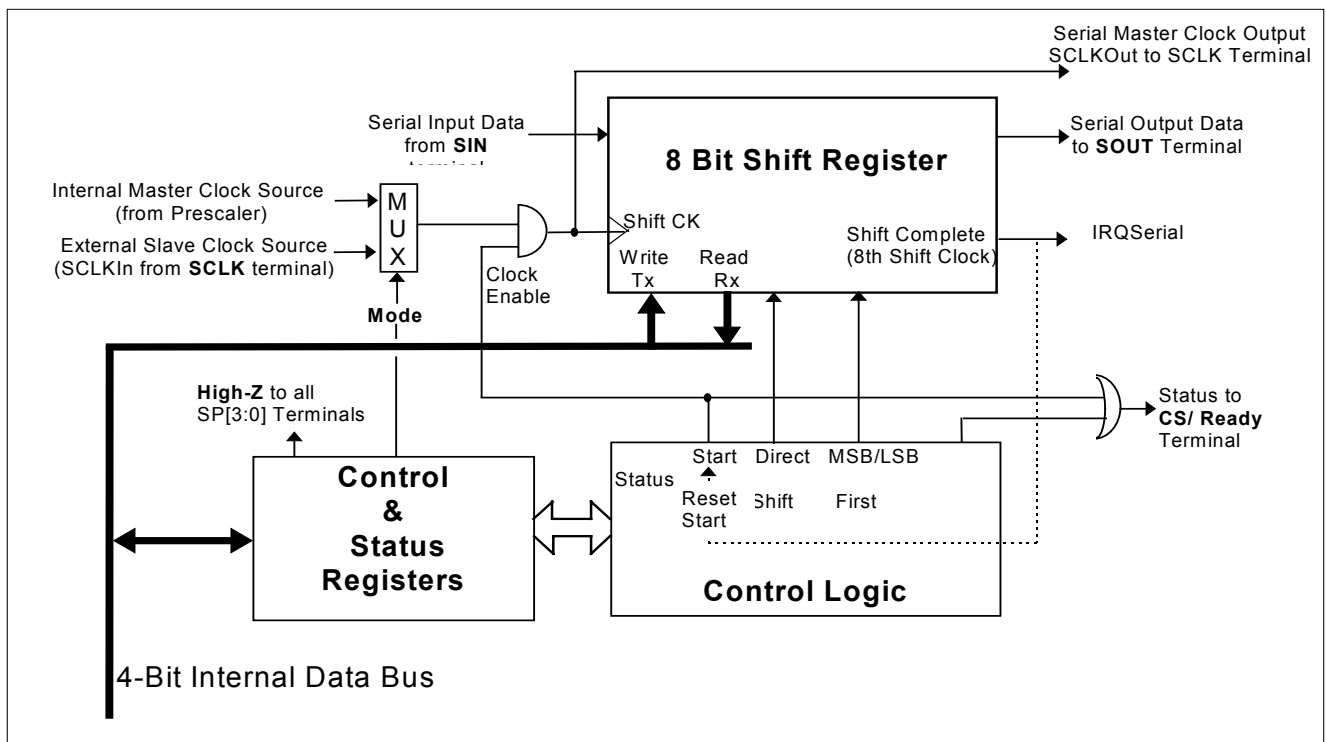 Serial Master Clock Output
SCLKOut to SCLK Terminal
Serial Input Data
from SIN
Serial Output Data
to SOUT Terminal
8 Bit Shift Register
Internal Master Clock Source
(from Prescaler)
External Slave Clock Source
(SCLKIn from SCLK terminal)
M
U
X
Shift CK
Clock
Enable
Write
Tx
Read
Rx
Shift Complete
(8th Shift Clock)
IRQSerial
Mode
High-Z to all
SP[3:0] Terminals
Status to
CS/ Ready
Terminal
Control
&
Status
Registers
Status
Start
Direct
MSB/LSB
Reset
Start
Shift
First
Control Logic
4-Bit Internal Data Bus